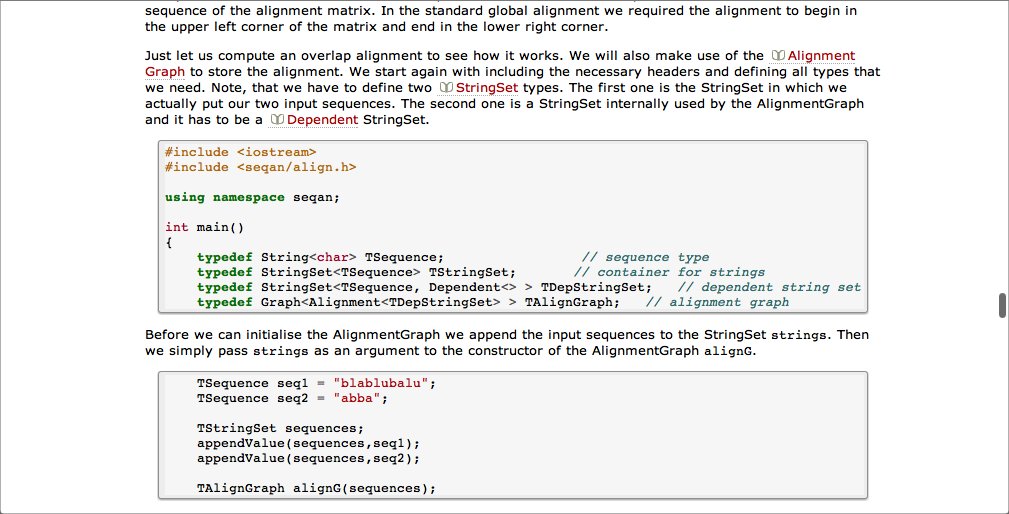 sequence of the alignment matrix. In the standard global alignment we required the alignment to begin in
the upper left corner of the matrix and end in the lower right corner.
Just let us compute an overlap alignment to see how it works. We will also make use of the Alignment
Graph to store the alignment. We start again with including the necessary headers and defining all types that
we need. Note, that we have to define two StringSet types. The first one is the StringSet in which we
actually put our two input sequences. The second one is a StringSet internally used by the AlignmentGraph
and it has to be a Dependent StringSet.
#include <iostream>
#include <seqan/align.h>
using namespace seqan;
int main()
{
    typedef String<char> TSequence;                 // sequence type
    typedef StringSet<TSequence> TStringSet;       // container for strings
    typedef StringSet<TSequence, Dependent<> > TDepStringSet;   // dependent string set
    typedef Graph<Alignment<TDepStringSet> > TAlignGraph;   // alignment graph
Before we can initialise the AlignmentGraph we append the input sequences to the StringSet strings. Then
we simply pass strings as an argument to the constructor of the AlignmentGraph alignG.
    TSequence seq1 = "blablubalu";
    TSequence seq2 = "abba";
    TStringSet sequences;
    appendValue(sequences,seq1);
    appendValue(sequences,seq2);
    TAlignGraph alignG(sequences);